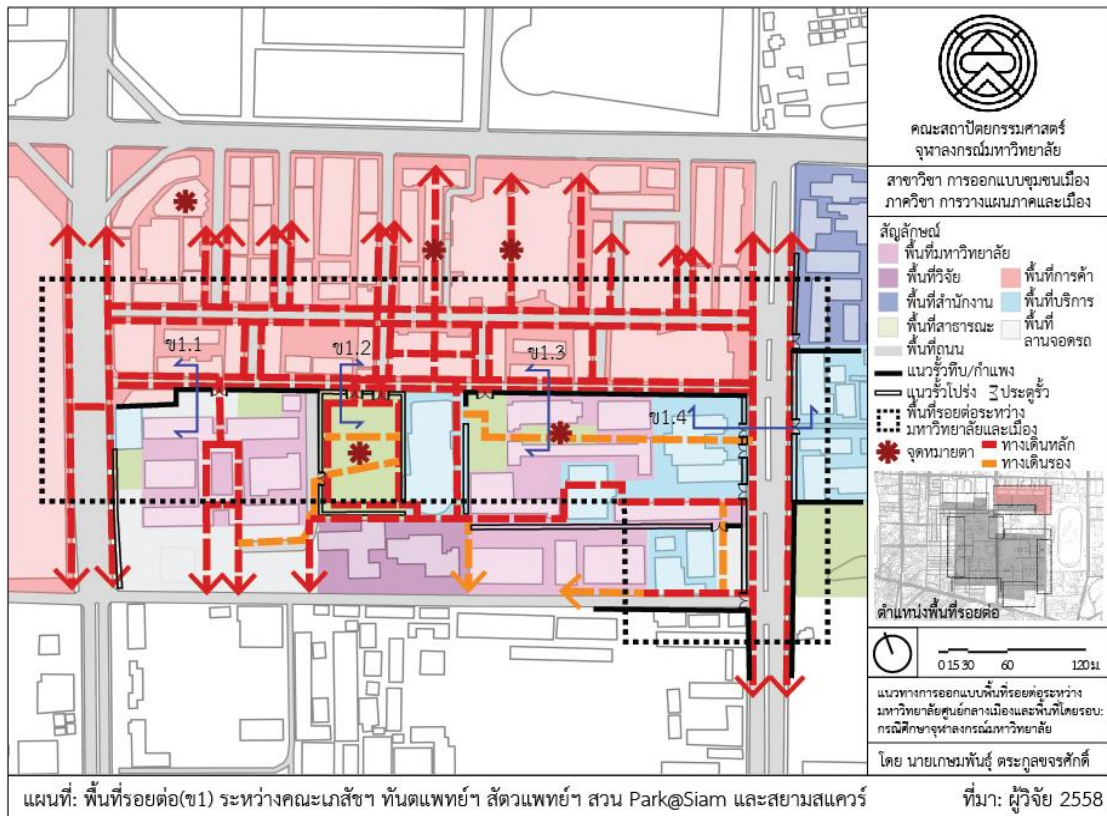 ข1.1
ข1.2
ข1.3
ข1.4
คณะสถาปัตยกรรมศาสตร์
จุฬาลงกรณ์มหาวิทยาลัย
สาขาวิชา การออกแบบชุมชนเมือง
ภาควิชา การวางแผนภาคและเมือง
สัญลักษณ์
พื้นที่มหาวิทยาลัย
พื้นที่วิจัย พื้นที่การค้า
พื้นที่สำนักงาน พื้นที่บริการ
พื้นที่สาธารณะ พื้นที่
พื้นที่ถนน ลานจอดรถ
แนวรั้วทึบ/กำแพง
แนวรั้วโปร่ง ประตูรั้ว
พื้นที่รอยต่อระหว่าง
มหาวิทยาลัยและเมือง
จุดหมายตา ทางเดินหลัก
ทางเดินรอง
ตำแหน่งพื้นที่รอยต่อ
0 15 30 60 120 ม.
แนวทางการออกแบบพื้นที่รอยต่อระหว่าง
มหาวิทยาลัยศูนย์กลางเมืองและพื้นที่โดยรอบ:
กรณีศึกษาจุฬาลงกรณ์มหาวิทยาลัย
โดย นายเกษมพันธุ์ ตระกูลขจรศักดิ์
แผนที่: พื้นที่รอยต่อ(ข1) ระหว่างคณะเภสัชฯ ทันตแพทย์ฯ สัตวแพทย์ฯ สวน Park@Siam และสยามสแควร์ ที่มา: ผู้วิจัย 2558